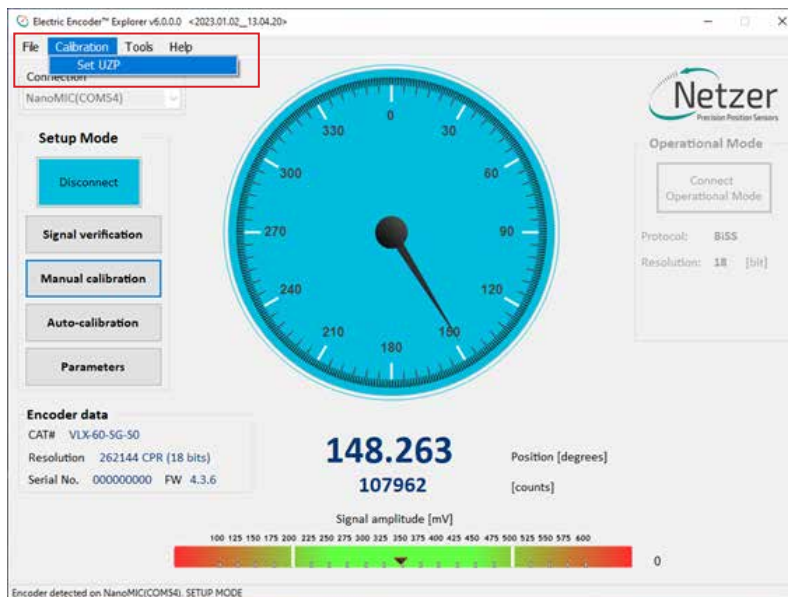 Electric Encoder™ Explorer v6.0.0.0 <2023.01.02__13.04.20>
File Calibration Tools Help
Set UZP
Connection
NanoMIC(COM54)
Setup Mode
Disconnect
Signal verification
Manual calibration
Auto-calibration
Parameters
0
30
60
90
120
150
180
210
240
270
300
330
Netzer
Precision Position Sensors
Operational Mode
Connect
Operational Mode
Protocol: BiSS
Resolution: 18 [bit]
Encoder data
CAT# VLX-60-SG-S0
Resolution 262144 CPR (18 bits)
Serial No. 000000000 FW 4.3.6
148.263 Position [degrees]
107962 [counts]
Signal amplitude [mV]
100 125 150 175 200 225 250 275 300 325 350 375 400 425 450 475 500 525 550 575 600
0
Encoder detected on NanoMIC(COM54). SETUP MODE